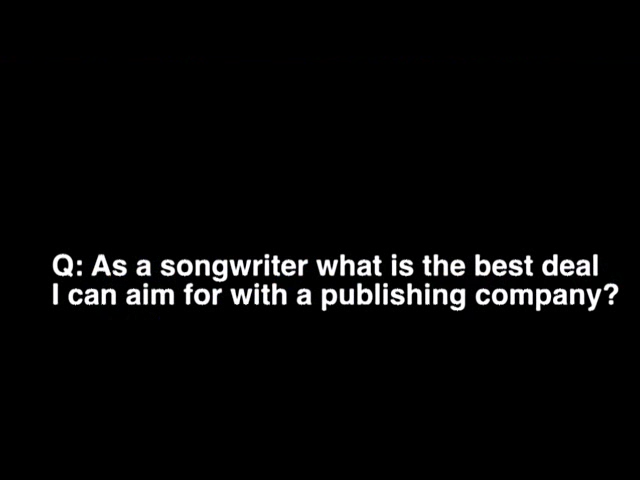 Q: As a songwriter what is the best deal
I can aim for with a publishing company?